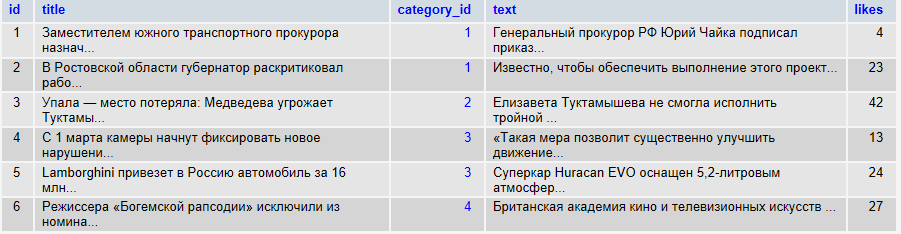 id title category_id text likes
1 Заместителем южного транспортного прокурора назнач... 1 Генеральный прокурор РФ Юрий Чайка подписал приказ... 4
2 В Ростовской области губернатор раскритиковал рабо... 1 Известно, чтобы обеспечить выполнение этого проект... 23
3 Упала — место потеряла: Медведева угрожает Туктамы... 2 Елизавета Туктамышева не смогла исполнить тройной ... 42
4 С 1 марта камеры начнут фиксировать новое нарушени... 3 «Такая мера позволит существенно улучшить движение... 13
5 Lamborghini привезет в Россию автомобиль за 16 млн... 3 Суперкар Huracan EVO оснащен 5,2-литровым атмосфер... 24
6 Режиссера «Богемской рапсодии» исключили из номина... 4 Британская академия кино и телевизионных искусств ... 27